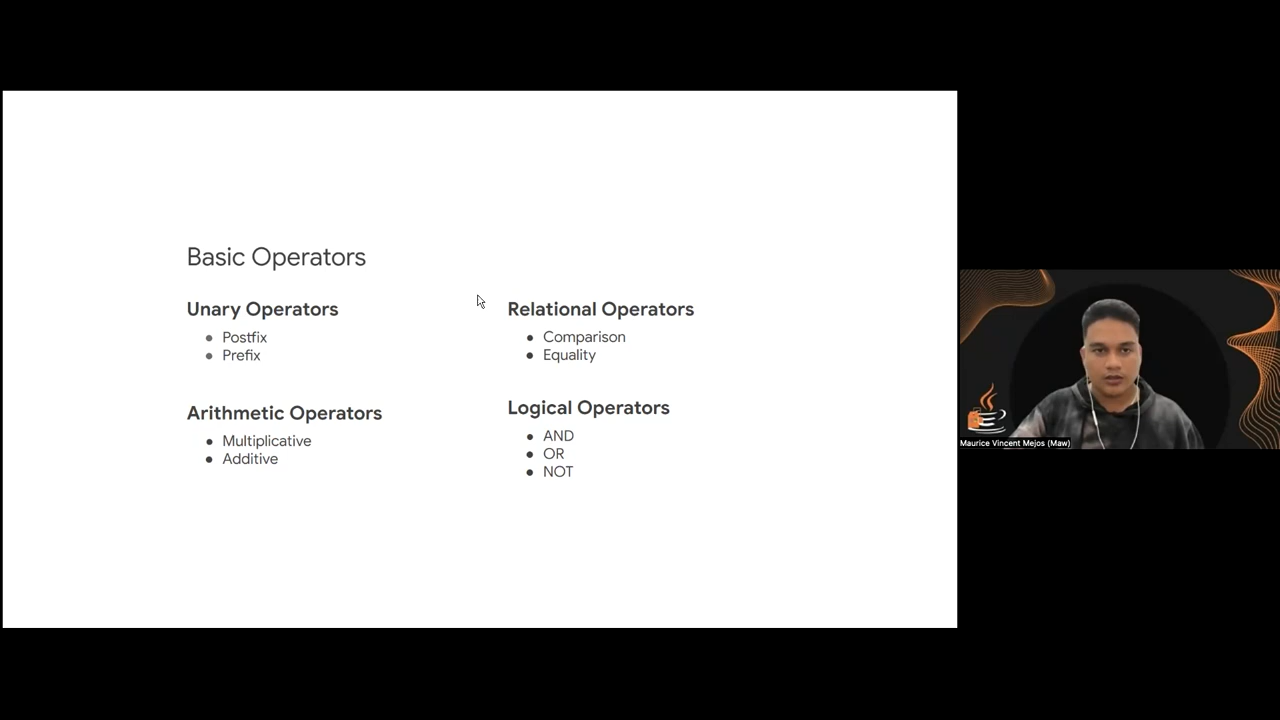 Basic Operators
Unary Operators
● Postfix
● Prefix
Arithmetic Operators
● Multiplicative
● Additive
Relational Operators
● Comparison
● Equality
Logical Operators
● AND
● OR
● NOT
Maurice Vincent Mejos (Maw)